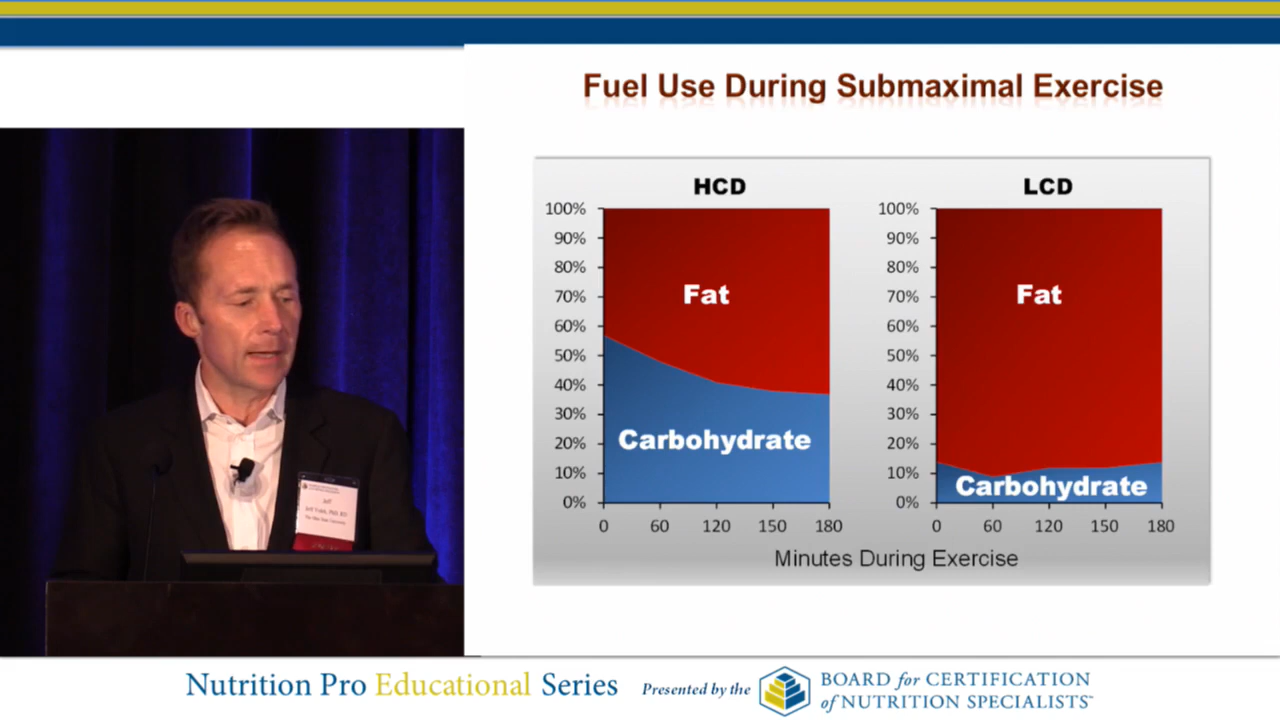 Fuel Use During Submaximal Exercise
HCD
100%
90%
80%
70%
60%
50%
40%
30%
20%
10%
0%
Fat
Carbohydrate
0 60 120 150 180
LCD
100%
90%
80%
70%
60%
50%
40%
30%
20%
10%
0%
Fat
Carbohydrate
0 60 120 150 180
Minutes During Exercise
Jeff
Nutrition Pro Educational Series
Presented by the
BOARD for CERTIFICATION
of NUTRITION SPECIALISTS™